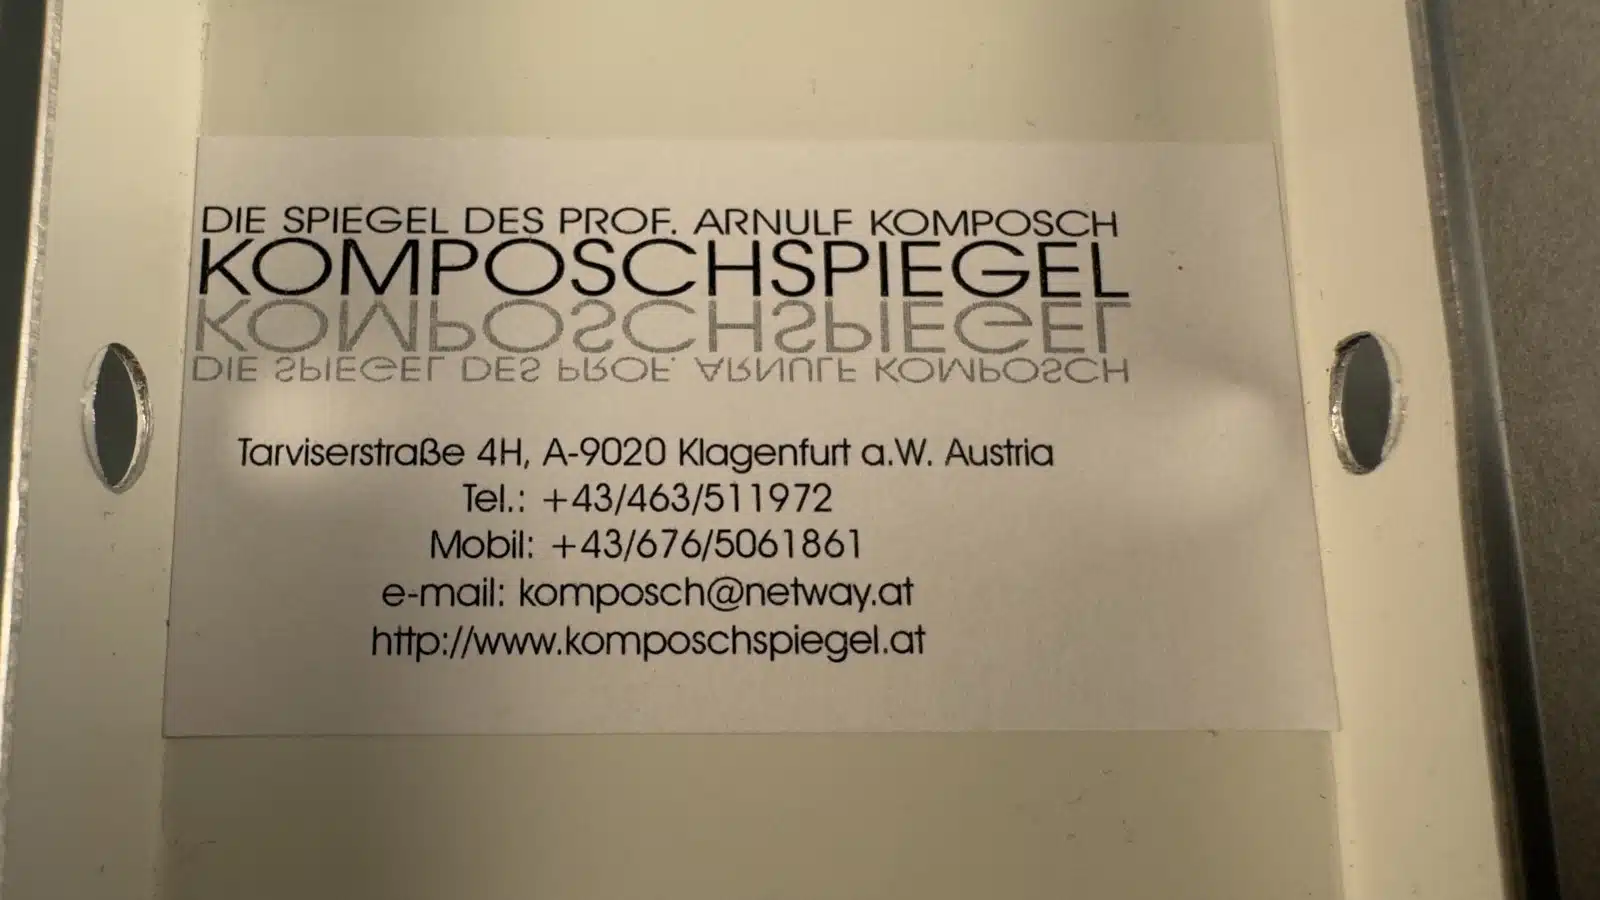 DIE SPIEGEL DES PROF. ARNULF KOMPOSCH
KOMPOSCHSPIEGEL
KOMPOSCHSPIEGEL
DIE SPIEGEL DES PROF. ARNULF KOMPOSCH
Tarviserstraße 4H, A-9020 Klagenfurt a.W. Austria
Tel.: +43/463/511972
Mobil: +43/676/5061861
e-mail: komposch@netway.at
http://www.komposchspiegel.at